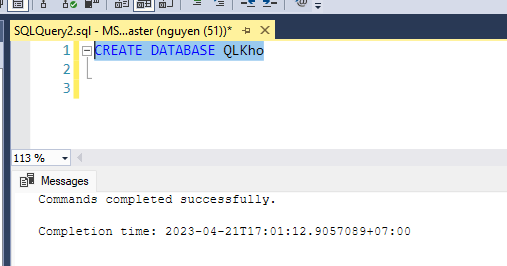 SQLQuery2.sql - MS...aster (nguyen (51))*
1 CREATE DATABASE QLKho
2
3
113 %
Messages
Commands completed successfully.
Completion time: 2023-04-21T17:01:12.9057089+07:00